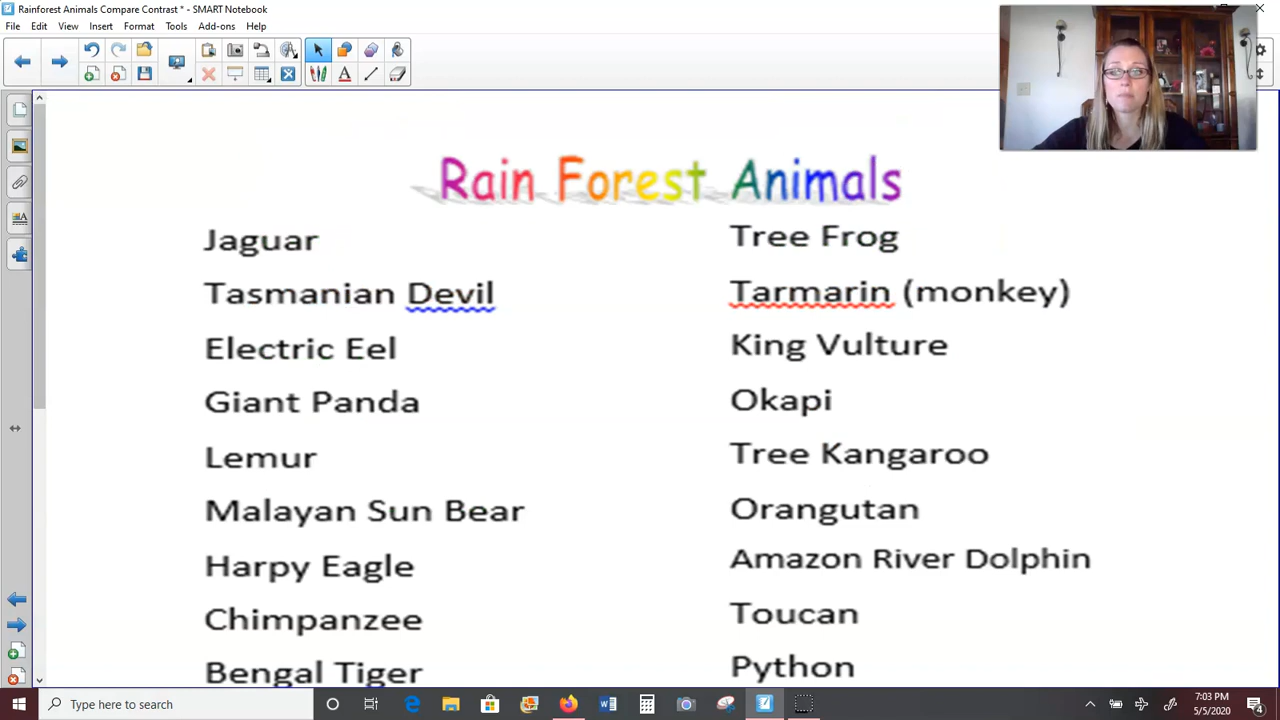 Rainforest Animals Compare Contrast * - SMART Notebook
File Edit View Insert Format Tools Add-ons Help
Rain Forest Animals
Jaguar
Tasmanian Devil
Electric Eel
Giant Panda
Lemur
Malayan Sun Bear
Harpy Eagle
Chimpanzee
Bengal Tiger
Tree Frog
Tarmarin (monkey)
King Vulture
Okapi
Tree Kangaroo
Orangutan
Amazon River Dolphin
Toucan
Python
Type here to search
7:03 PM
5/5/2020
4